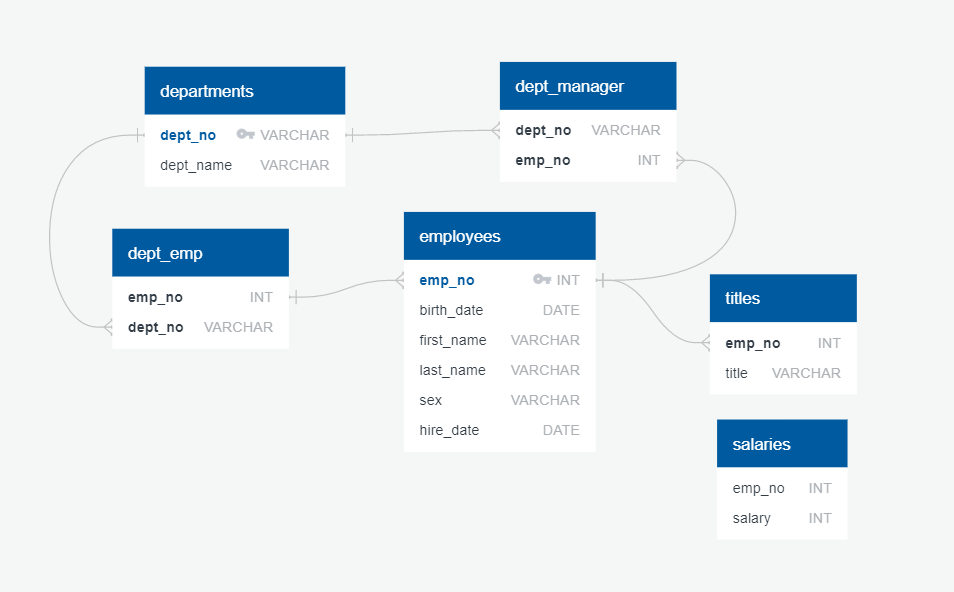 departments
dept_no VARCHAR
dept_name VARCHAR
dept_manager
dept_no VARCHAR
emp_no INT
dept_emp
emp_no INT
dept_no VARCHAR
employees
emp_no INT
birth_date DATE
first_name VARCHAR
last_name VARCHAR
sex VARCHAR
hire_date DATE
titles
emp_no INT
title VARCHAR
salaries
emp_no INT
salary INT